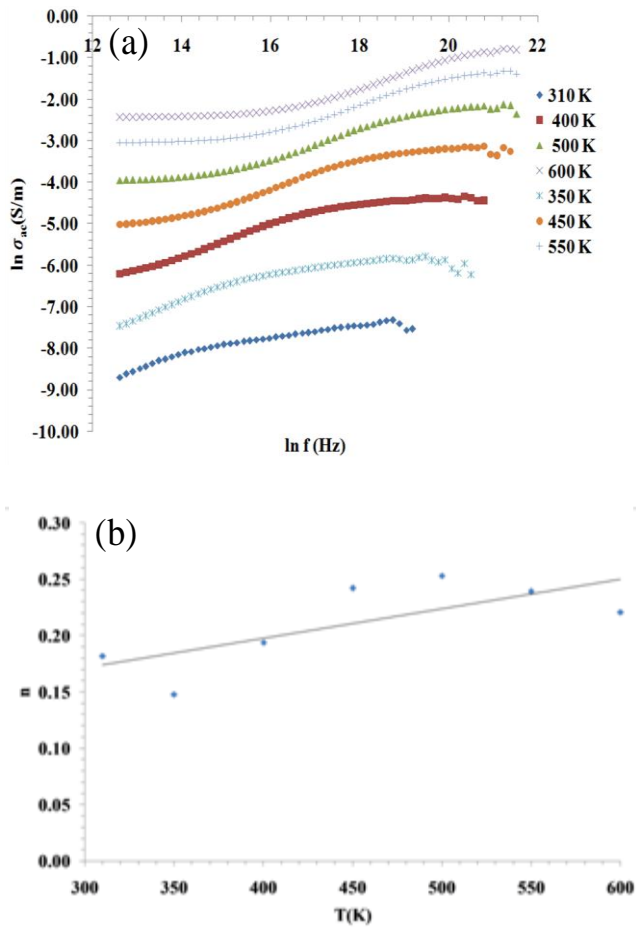 0.00
12 14 16 18 20 22
(a)
-1.00
-2.00
-3.00
-4.00
-5.00
-6.00
-7.00
-8.00
-9.00
-10.00
ln σac(S/m)
ln f (Hz)
310 K
400 K
500 K
600 K
350 K
450 K
550 K
(b)
0.30
0.25
0.20
0.15
0.10
0.05
0.00
n
300 350 400 450 500 550 600
T(K)